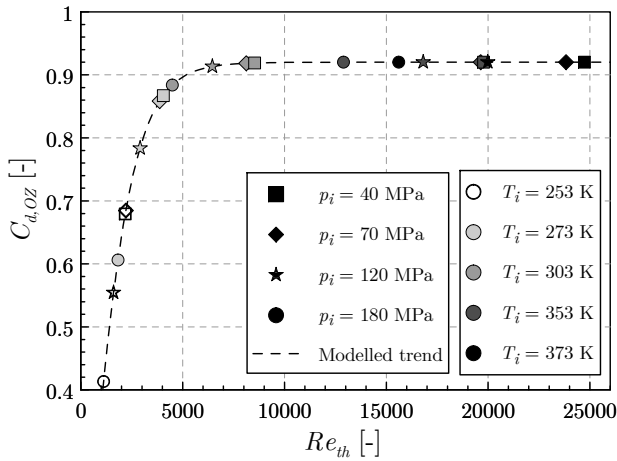 1
0.9
0.8
0.7
0.6
0.5
0.4
C_{d,OZ} [-]
0 5000 10000 15000 20000 25000
Re_{th} [-]
p_i = 40 MPa
p_i = 70 MPa
p_i = 120 MPa
p_i = 180 MPa
Modelled trend
T_i = 253 K
T_i = 273 K
T_i = 303 K
T_i = 353 K
T_i = 373 K